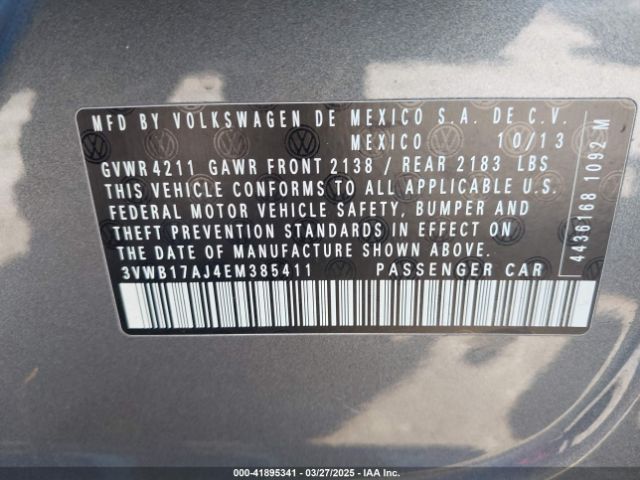 MFD BY VOLKSWAGEN DE MEXICO S.A. DE C.V.
MEXICO 10/13
GVWR 4211 GAWR FRONT 2138 / REAR 2183 LBS
THIS VEHICLE CONFORMS TO ALL APPLICABLE U.S.
FEDERAL MOTOR VEHICLE SAFETY, BUMPER AND
THEFT PREVENTION STANDARDS IN EFFECT ON
THE DATE OF MANUFACTURE SHOWN ABOVE.
3VWB17AJ4EM385411 PASSENGER CAR
4436168 1092 M
000-41895341 | 03/27/2025 | IAA Inc.